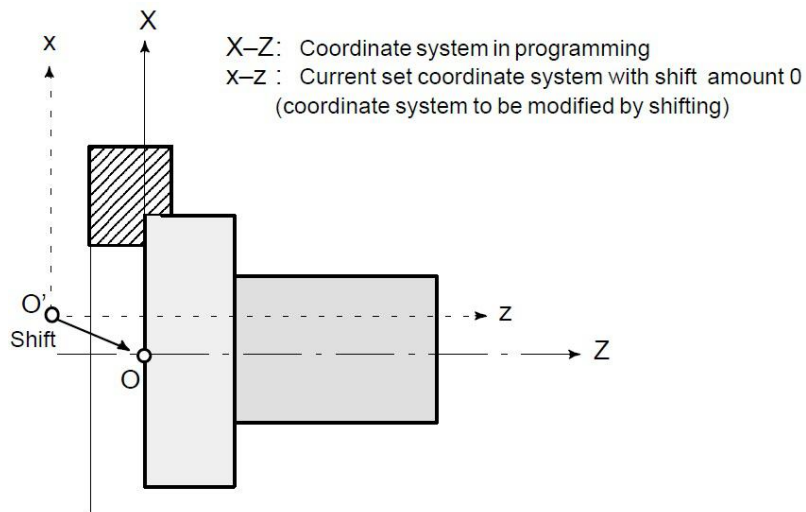 X
x
X–Z: Coordinate system in programming
x–z : Current set coordinate system with shift amount 0
(coordinate system to be modified by shifting)
O'
z
Shift
Z
O